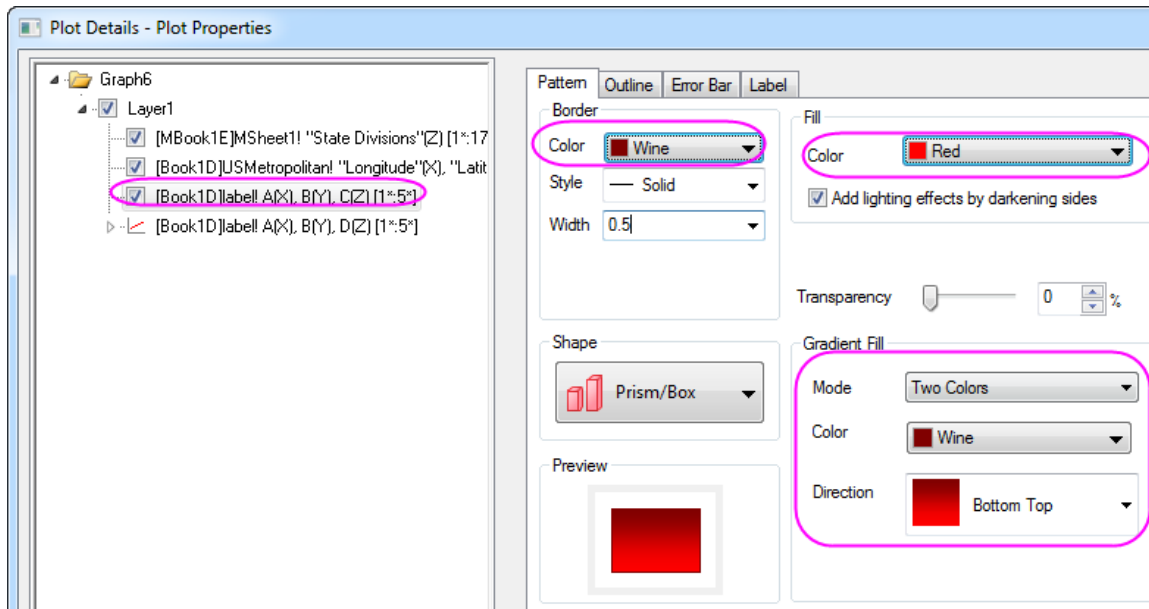 Plot Details - Plot Properties
Graph6
Layer1
[MBook1E]MSheet1! "State Divisions"(Z) [1*:17
[Book1D]USMetropolitan! "Longitude"(X), "Latit
[Book1D]label! A(X), B(Y), C(Z) [1*:5*]
[Book1D]label! A(X), B(Y), D(Z) [1*:5*]
Pattern Outline Error Bar Label
Border
Color Wine
Style Solid
Width 0.5
Fill
Color Red
Add lighting effects by darkening sides
Transparency 0 %
Shape
Prism/Box
Gradient Fill
Mode Two Colors
Color Wine
Direction Bottom Top
Preview